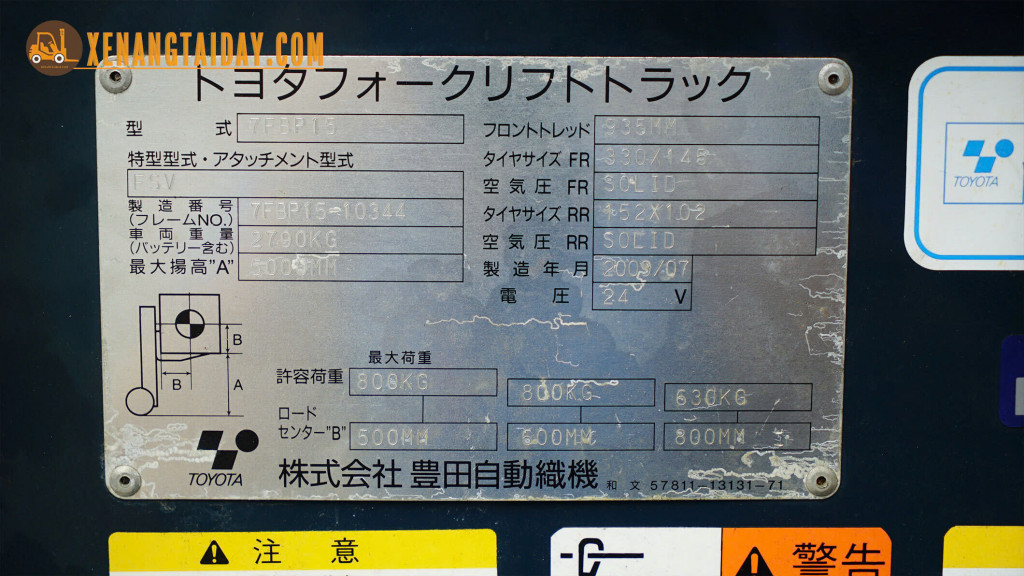 XENANGTAIDAY.COM
トヨタフォークリフトトラック
型 式 7FBP15
特型型式・アタッチメント型式
FSV
製造番号 (フレームNO.) 7FBP15-10344
車両重量 (バッテリー含む) 2790KG
最大揚高"A" 5000MM
フロントトレッド 935MM
タイヤサイズ FR 330/145
空気圧 FR SOLID
タイヤサイズ RR 152X102
空気圧 RR SOLID
製造年月 2009/07
電圧 24 V
B
B
A
最大荷重
許容荷重 800KG 800KG 630KG
ロードセンター"B" 500MM 600MM 800MM
TOYOTA
株式会社 豊田自動織機 和文 57811-13131-71
TOYOTA
注意
警告